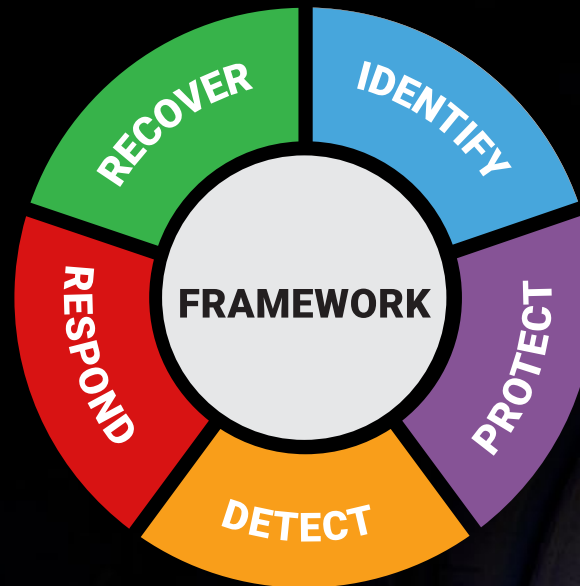 IDENTIFY
PROTECT
DETECT
RESPOND
RECOVER
FRAMEWORK